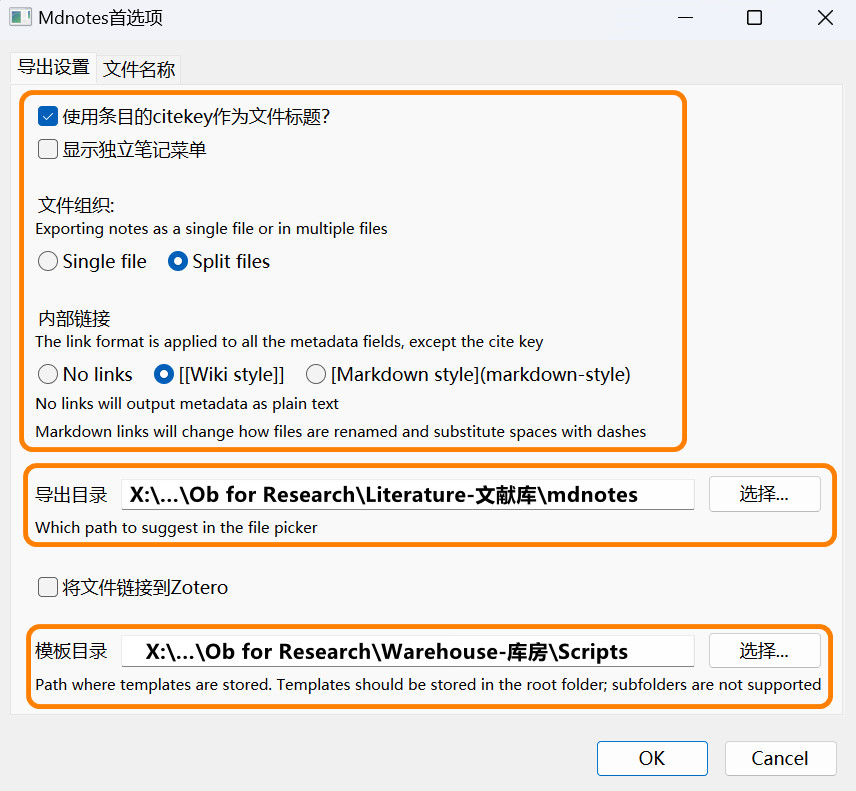 Mdnotes首选项
导出设置 文件名称
使用条目的citekey作为文件标题?
显示独立笔记菜单
文件组织:
Exporting notes as a single file or in multiple files
Single file Split files
内部链接
The link format is applied to all the metadata fields, except the cite key
No links [[Wiki style]] [Markdown style](markdown-style)
No links will output metadata as plain text
Markdown links will change how files are renamed and substitute spaces with dashes
导出目录 X:\...\Ob for Research\Literature-文献库\mdnotes 选择...
Which path to suggest in the file picker
将文件链接到Zotero
模板目录 X:\...\Ob for Research\Warehouse-库房\Scripts 选择...
Path where templates are stored. Templates should be stored in the root folder; subfolders are not supported
OK Cancel